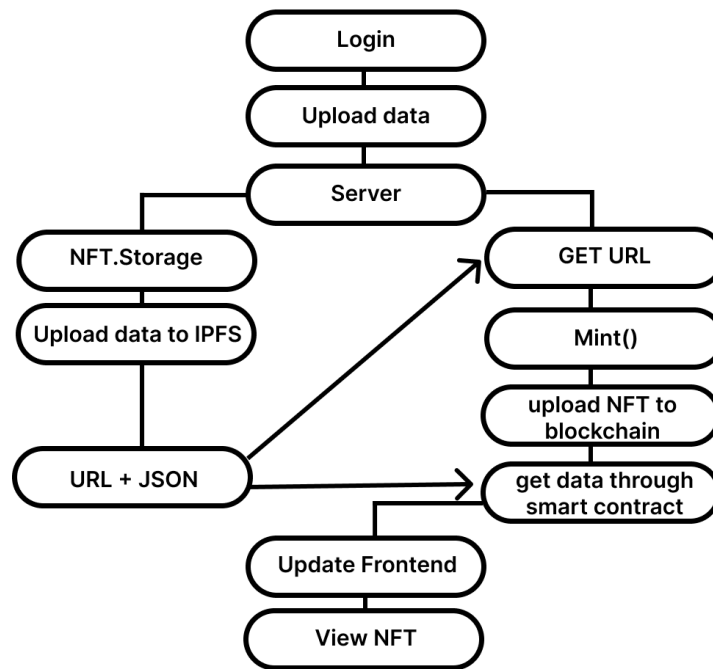 Login
Upload data
Server
NFT.Storage
GET URL
Upload data to IPFS
Mint()
upload NFT to
blockchain
URL + JSON
get data through
smart contract
Update Frontend
View NFT